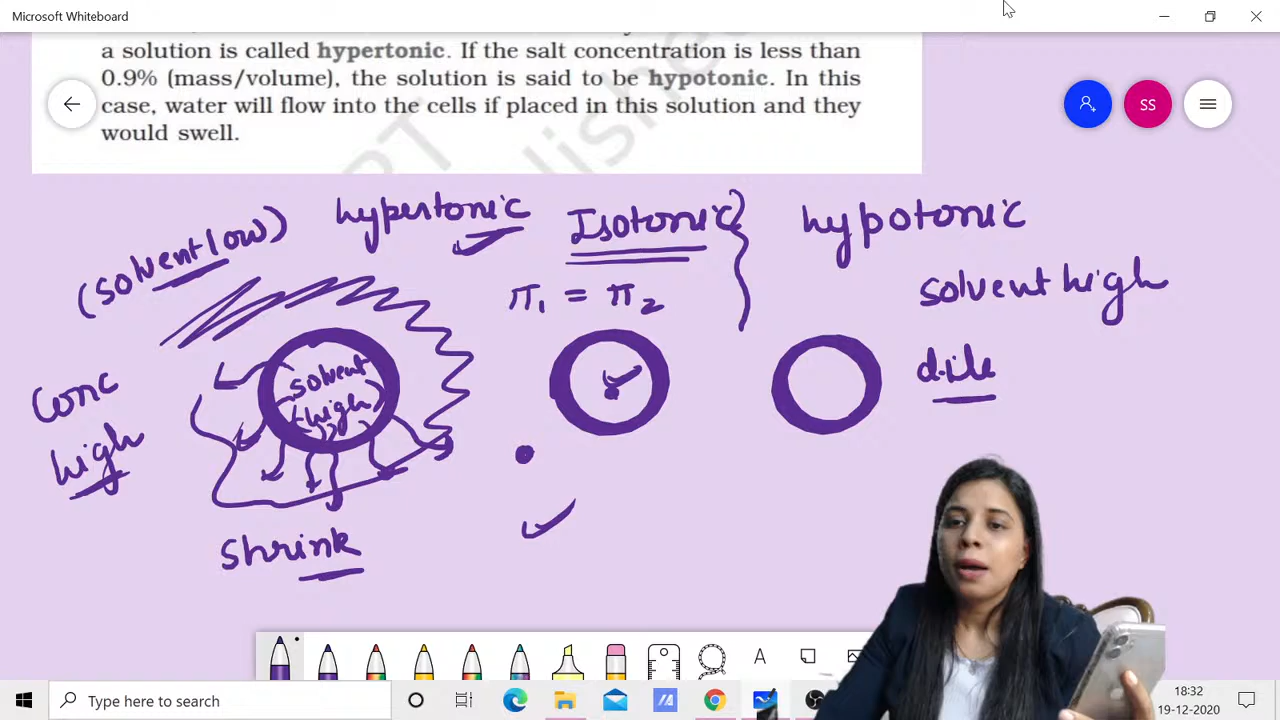 Microsoft Whiteboard
a solution is called hypertonic. If the salt concentration is less than
0.9% (mass/volume), the solution is said to be hypotonic. In this
case, water will flow into the cells if placed in this solution and they
would swell.
SS
(solvent low)
hypertonic
Isotonic
hypotonic
π₁ = π₂
solvent high
solvent
(high)
conc
high
dile
shrink
A
Type here to search
18:32
19-12-2020